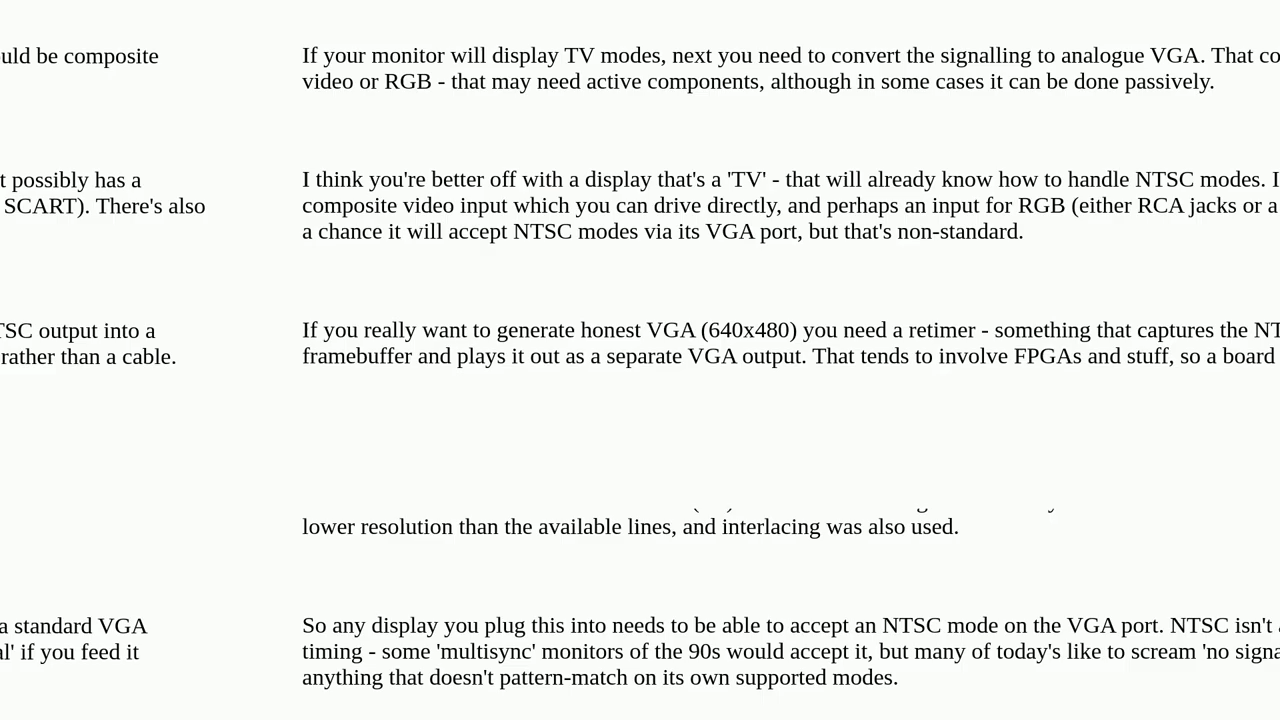 If your monitor will display TV modes, next you need to convert the signalling to analogue VGA. That could be composite
video or RGB - that may need active components, although in some cases it can be done passively.
I think you're better off with a display that's a 'TV' - that will already know how to handle NTSC modes. It possibly has a
composite video input which you can drive directly, and perhaps an input for RGB (either RCA jacks or a SCART). There's also
a chance it will accept NTSC modes via its VGA port, but that's non-standard.
If you really want to generate honest VGA (640x480) you need a retimer - something that captures the NTSC output into a
framebuffer and plays it out as a separate VGA output. That tends to involve FPGAs and stuff, so a board rather than a cable.
lower resolution than the available lines, and interlacing was also used.
So any display you plug this into needs to be able to accept an NTSC mode on the VGA port. NTSC isn't a standard VGA
timing - some 'multisync' monitors of the 90s would accept it, but many of today's like to scream 'no signal' if you feed it
anything that doesn't pattern-match on its own supported modes.